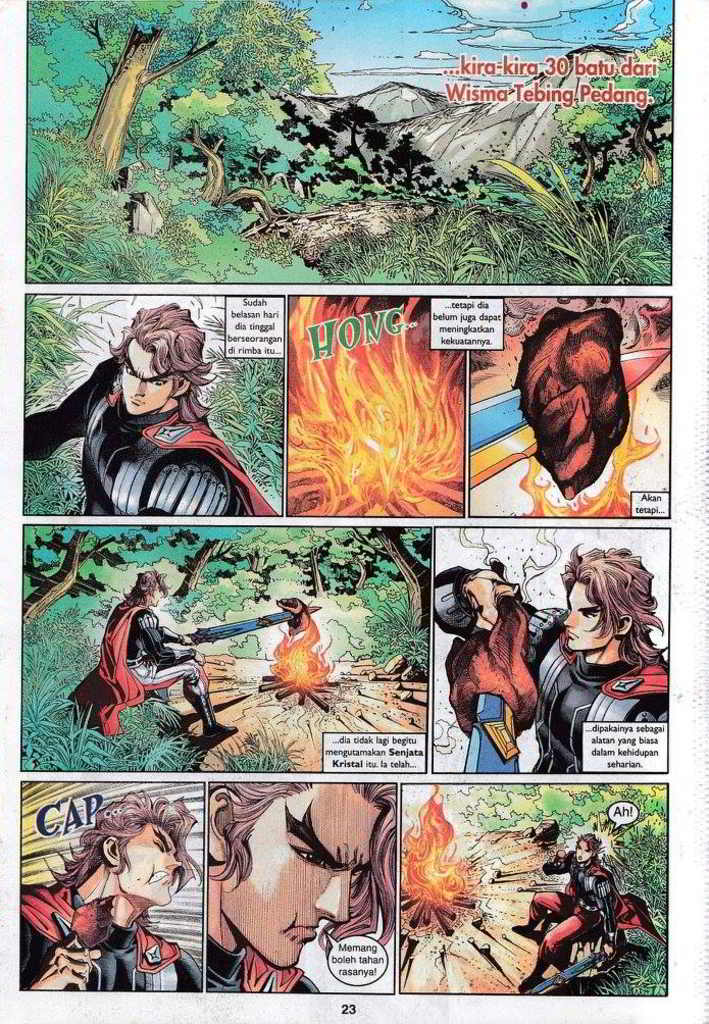 ...kira-kira 30 batu dari
Wisma Tebing Pedang.
Sudah
belasan hari
dia tinggal
berseorangan
di rimba itu...
HONG...
...tetapi dia
belum juga dapat
meningkatkan
kekuatannya.
Akan
tetapi...
...dia tidak lagi begitu
mengutamakan Senjata
Kristal itu. Ia telah...
...dipakainya sebagai
alatan yang biasa
dalam kehidupan
seharian.
CAP...
Memang
boleh tahan
rasanya!
Ah!
23